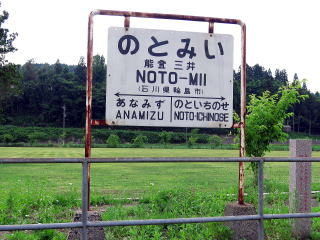 のとみい
能登三井
NOTO-MII
(石川県輪島市)
あなみず のといちのせ
ANAMIZU NOTO-ICHINOSE